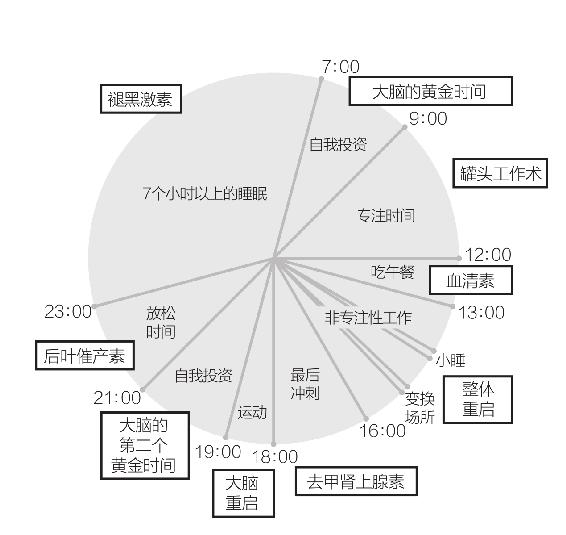 7:00
大脑的黄金时间
褪黑激素
9:00
自我投资
罐头工作术
7个小时以上的睡眠
专注时间
12:00
吃午餐
血清素
23:00
放松
时间
非专注性工作
13:00
后叶催产素
小睡
自我投资
最后
冲刺
整体
重启
21:00
变换
场所
运动
大脑的
第二个
黄金时间
16:00
19:00
18:00
大脑
重启
去甲肾上腺素